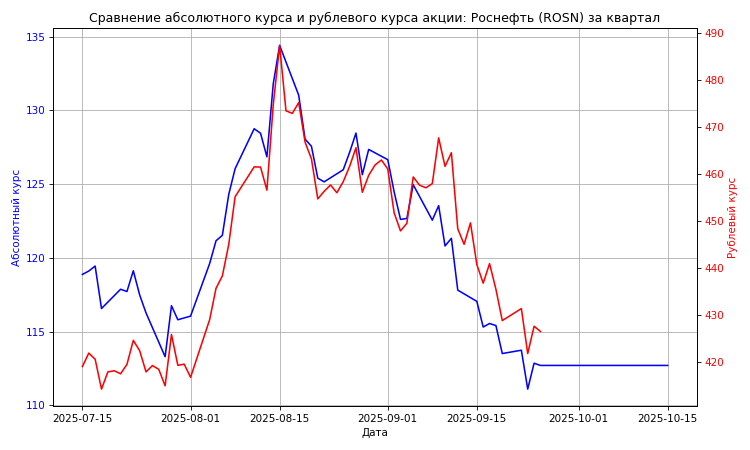 Сравнение абсолютного курса и рублевого курса акции: Роснефть (ROSN) за квартал
135
130
125
120
115
110
Абсолютный курс
490
480
470
460
450
440
430
420
Рублевый курс
2025-07-15 2025-08-01 2025-08-15 2025-09-01 2025-09-15 2025-10-01 2025-10-15
Дата